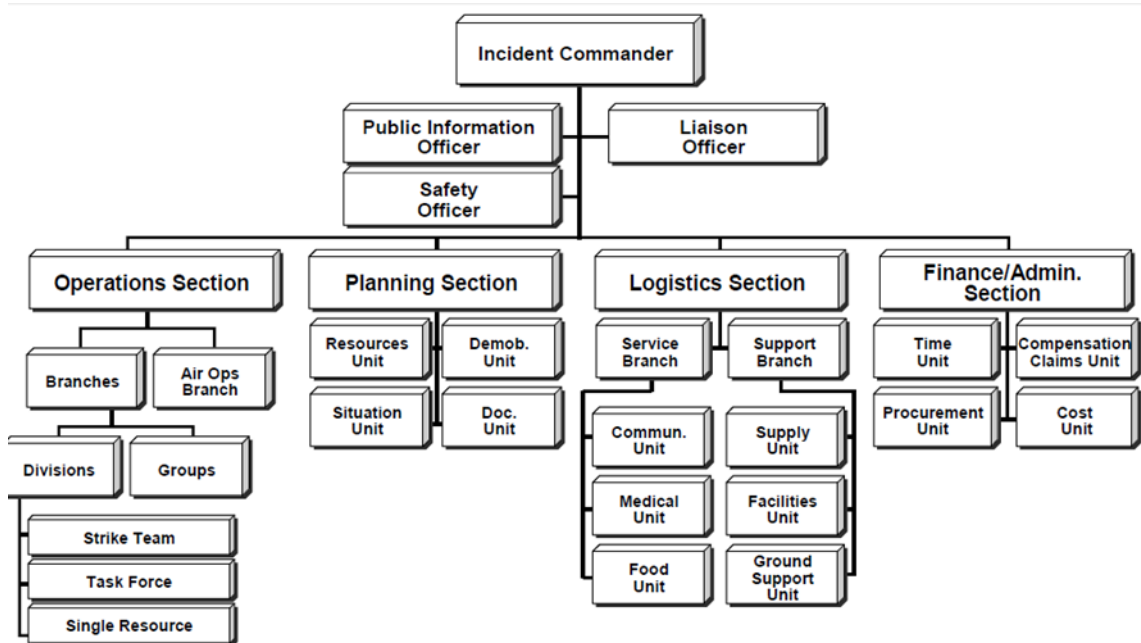 Incident Commander
Public Information
Officer
Liaison
Officer
Safety
Officer
Operations Section
Planning Section
Logistics Section
Finance/Admin.
Section
Branches
Air Ops
Branch
Divisions
Groups
Strike Team
Task Force
Single Resource
Resources
Unit
Demob.
Unit
Situation
Unit
Doc.
Unit
Service
Branch
Support
Branch
Commun.
Unit
Supply
Unit
Medical
Unit
Facilities
Unit
Food
Unit
Ground
Support
Unit
Time
Unit
Compensation
Claims Unit
Procurement
Unit
Cost
Unit